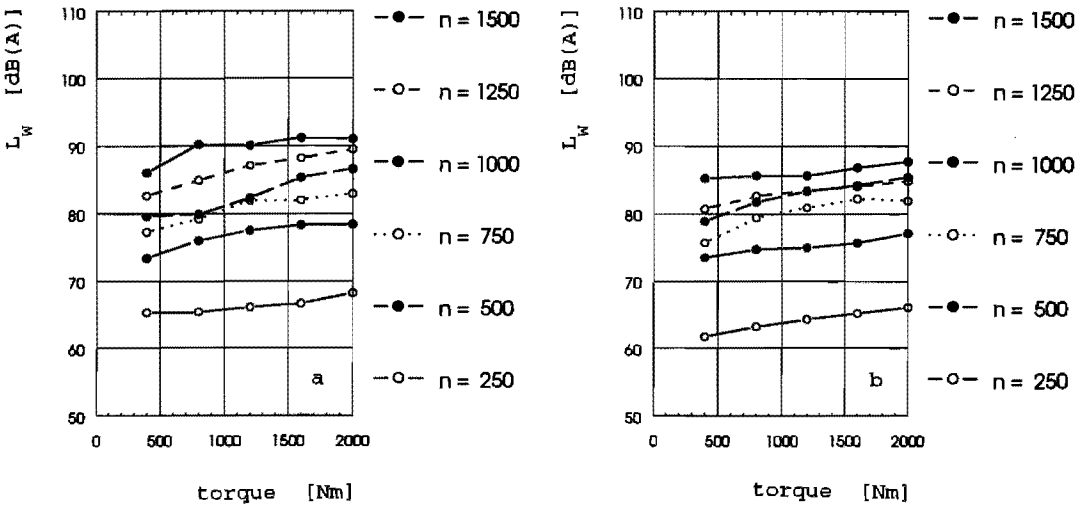 L_W [dB(A)]
110
100
90
80
70
60
50
0 500 1000 1500 2000
torque [Nm]
a
n = 1500
n = 1250
n = 1000
n = 750
n = 500
n = 250
L_W [dB(A)]
110
100
90
80
70
60
50
0 500 1000 1500 2000
torque [Nm]
b
n = 1500
n = 1250
n = 1000
n = 750
n = 500
n = 250